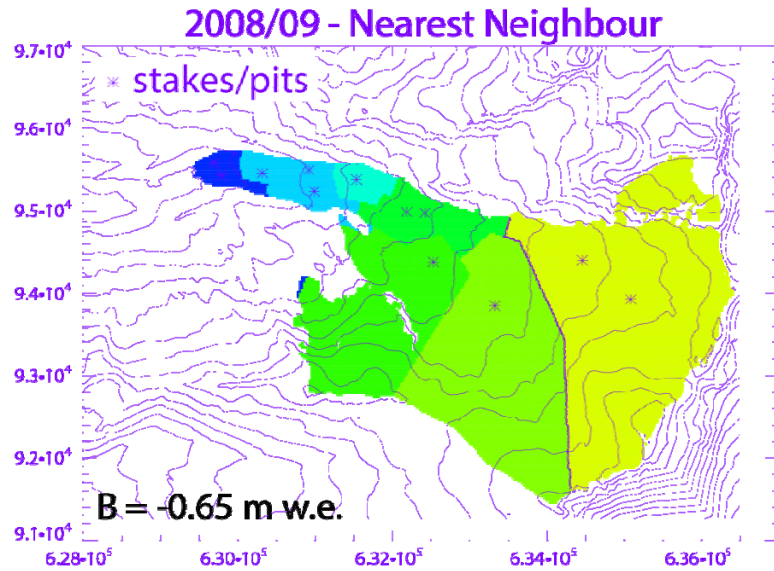 2008/09 - Nearest Neighbour
9.7•10⁴
* stakes/pits
9.6•10⁴
9.5•10⁴
9.4•10⁴
9.3•10⁴
9.2•10⁴
B = -0.65 m w.e.
9.1•10⁴
6.28•10⁵ 6.30•10⁵ 6.32•10⁵ 6.34•10⁵ 6.36•10⁵